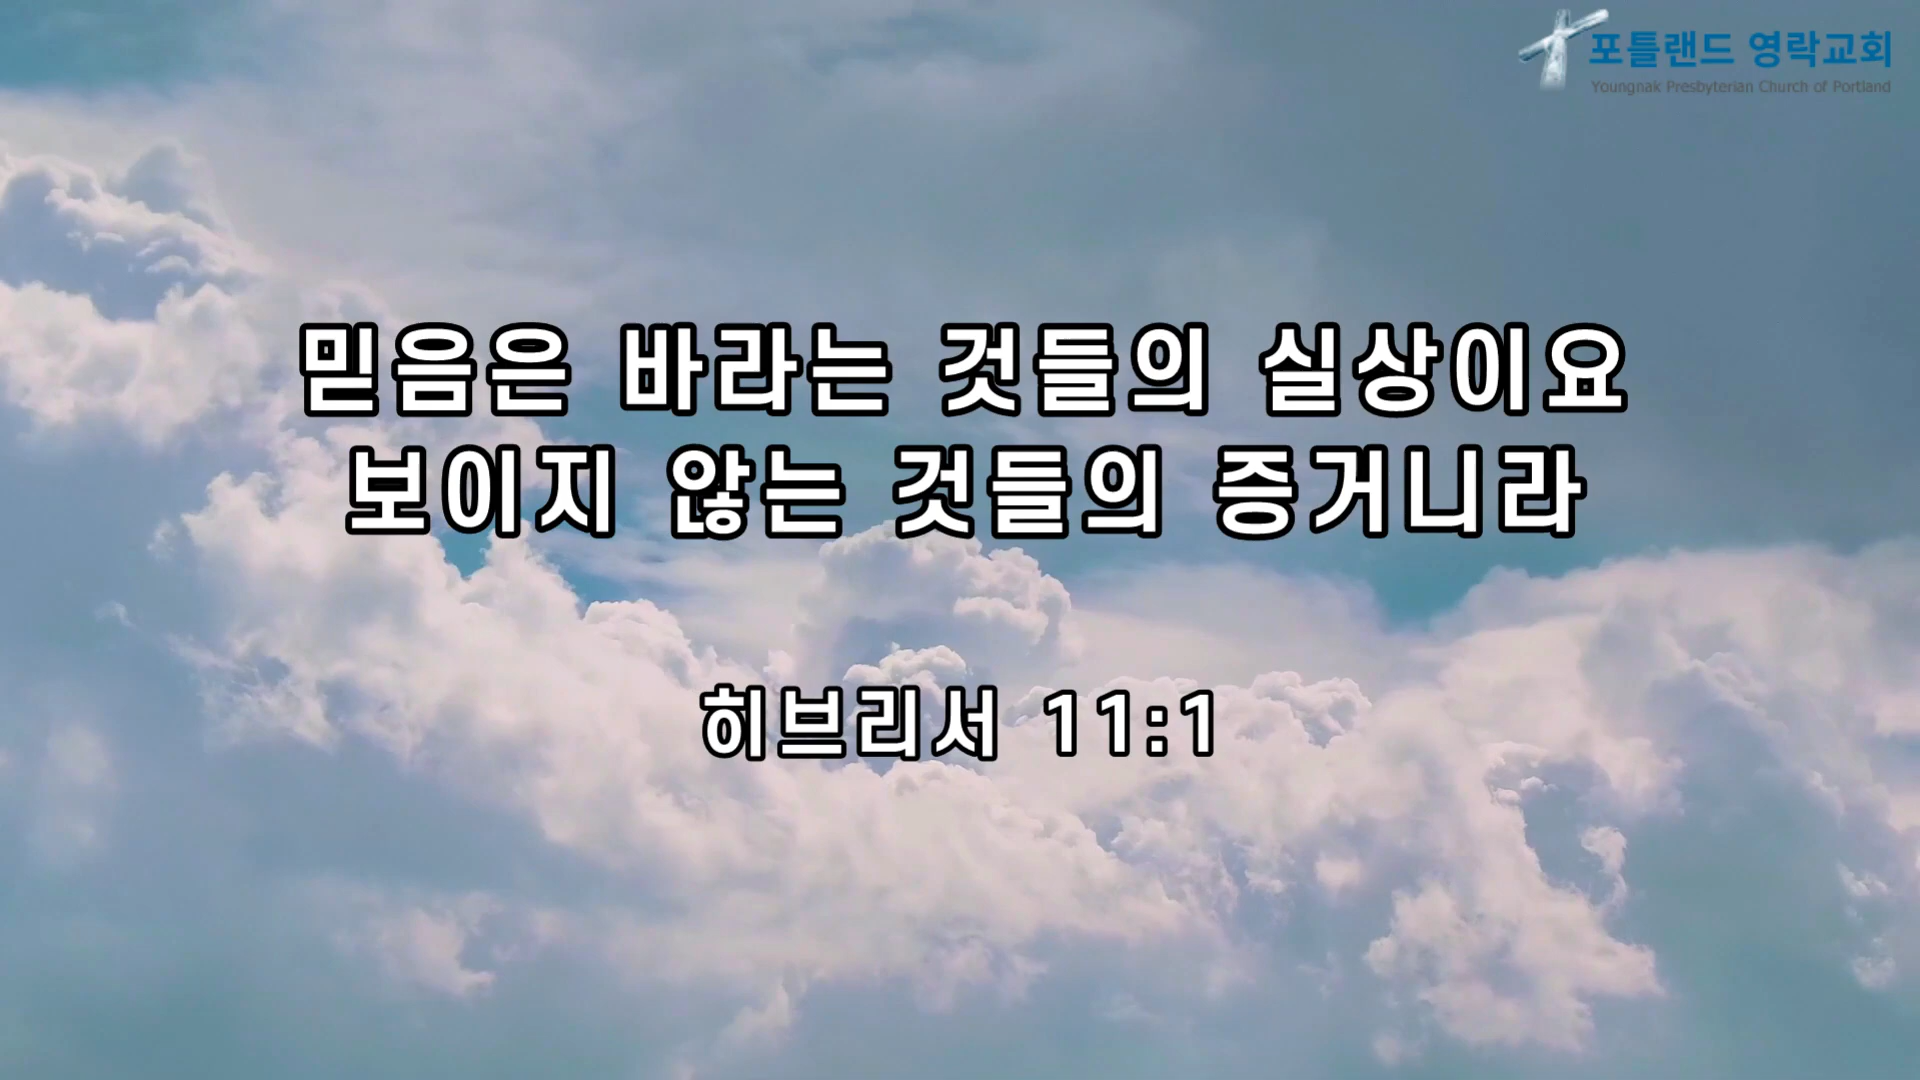 포틀랜드 영락교회
Youngnak Presbyterian Church of Portland
믿음은 바라는 것들의 실상이요
보이지 않는 것들의 증거니라
히브리서 11:1